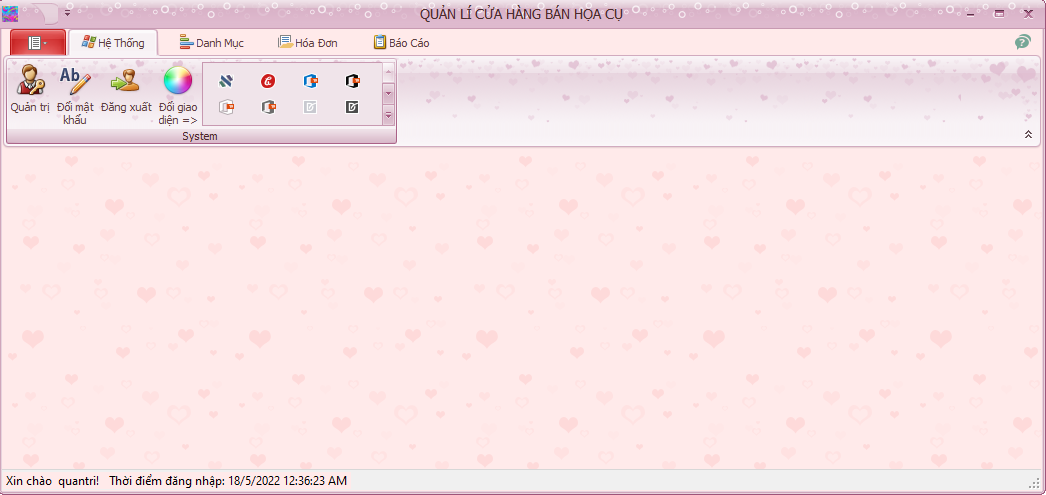 QUẢN LÍ CỬA HÀNG BÁN HỌA CỤ
Hệ Thống Danh Mục Hóa Đơn Báo Cáo
Quản trị
Đổi mật
khẩu
Đăng xuất
Đổi giao
diện =>
System
Xin chào quantri! Thời điểm đăng nhập: 18/5/2022 12:36:23 AM